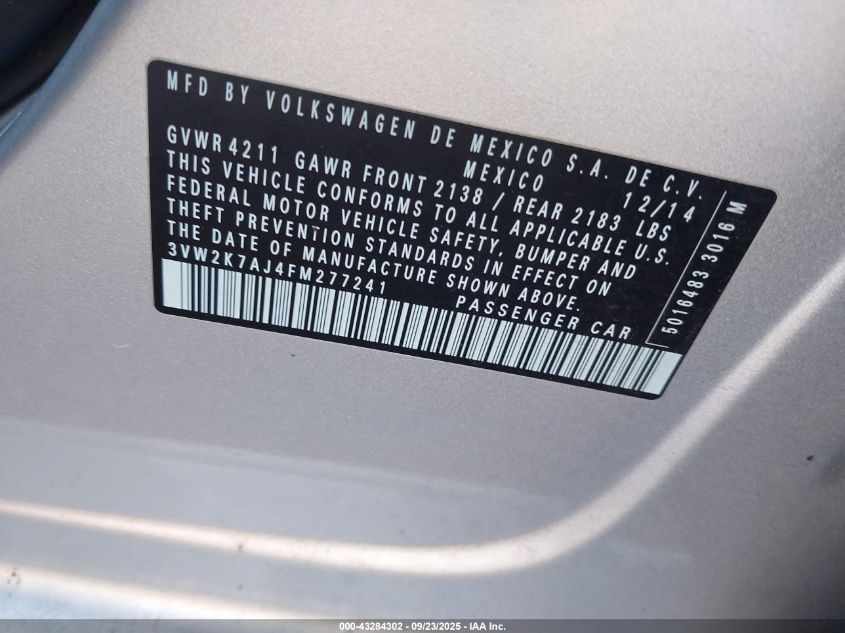 MFD BY VOLKSWAGEN DE MEXICO S.A. DE C.V.
MEXICO 12/14
GVWR 4211 GAWR FRONT 2138 / REAR 2183 LBS
THIS VEHICLE CONFORMS TO ALL APPLICABLE U.S.
FEDERAL MOTOR VEHICLE SAFETY, BUMPER AND
THEFT PREVENTION STANDARDS IN EFFECT ON
THE DATE OF MANUFACTURE SHOWN ABOVE.
3VW2K7AJ4FM277241 PASSENGER CAR
5016483 3016 M
000-43284302 - 09/23/2025 - IAA Inc.